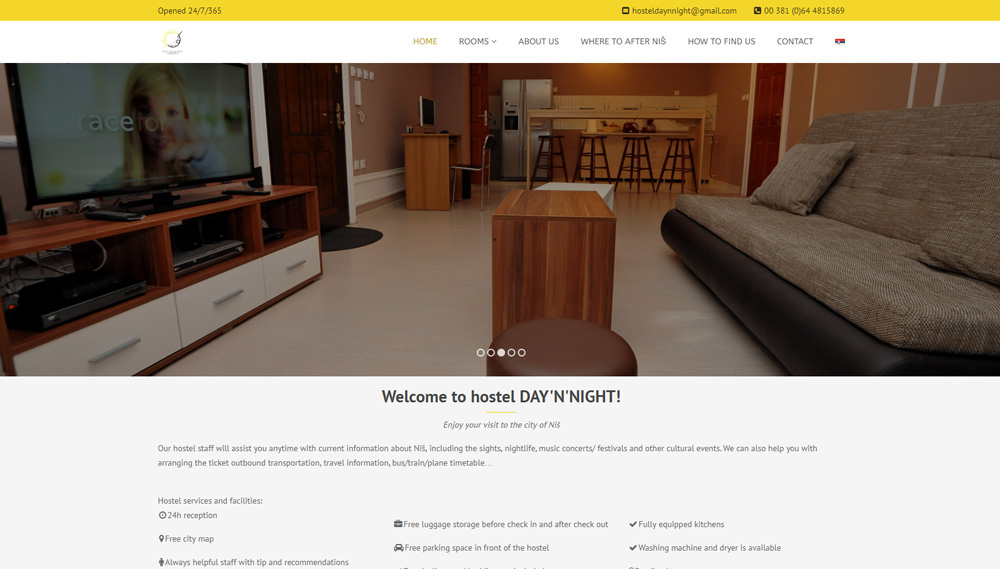 Opened 24/7/365
hosteldaynnight@gmail.com
00 381 (0)64 4815869
HOME
ROOMS
ABOUT US
WHERE TO AFTER NIŠ
HOW TO FIND US
CONTACT
race
Welcome to hostel DAY'N'NIGHT!
Enjoy your visit to the city of Niš
Our hostel staff will assist you anytime with current information about Niš, including the sights, nightlife, music concerts/ festivals and other cultural events. We can also help you with
arranging the ticket outbound transportation, travel information, bus/train/plane timetable…
Hostel services and facilities:
24h reception
Free city map
Always helpful staff with tip and recommendations
Free luggage storage before check in and after check out
Free parking space in front of the hostel
Fully equipped kitchens
Washing machine and dryer is available